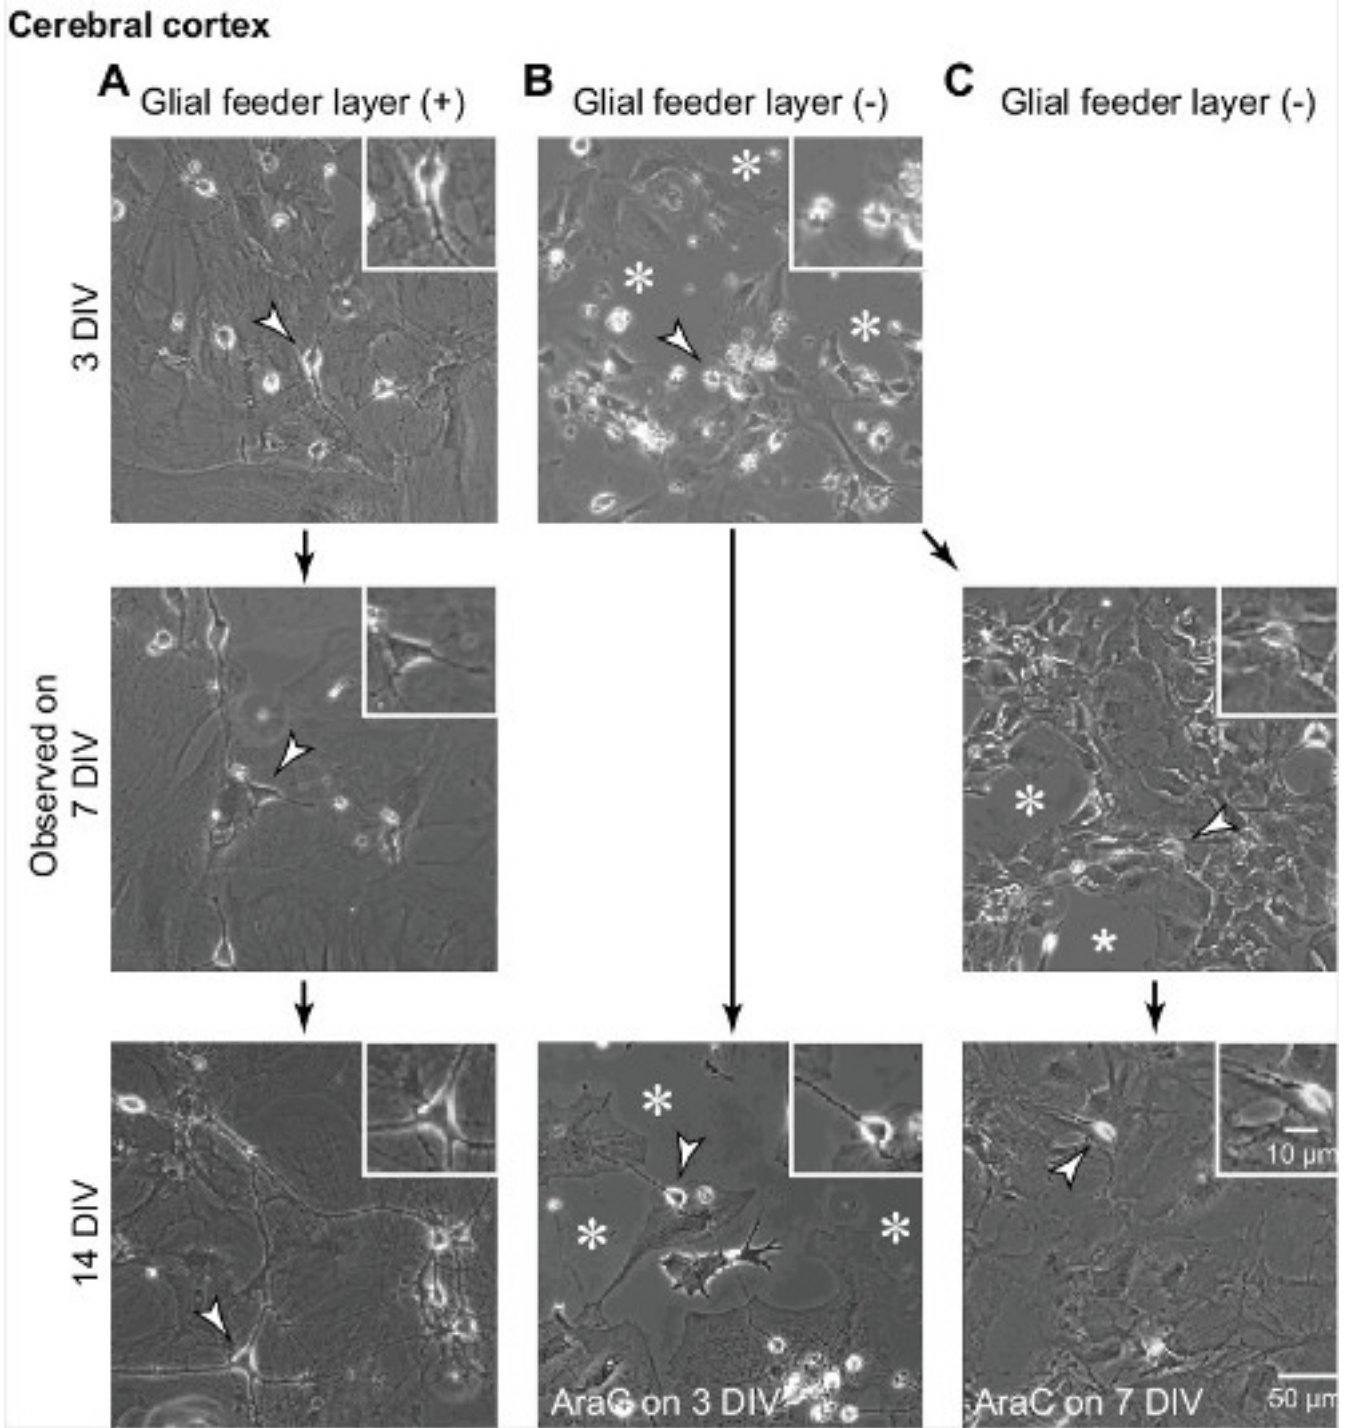 Cerebral cortex
A Glial feeder layer (+)
B Glial feeder layer (-)
C Glial feeder layer (-)
3 DIV
Observed on
7 DIV
14 DIV
*
*
*
*
*
*
*
*
10 µm
AraC on 3 DIV
AraC on 7 DIV
50 µm